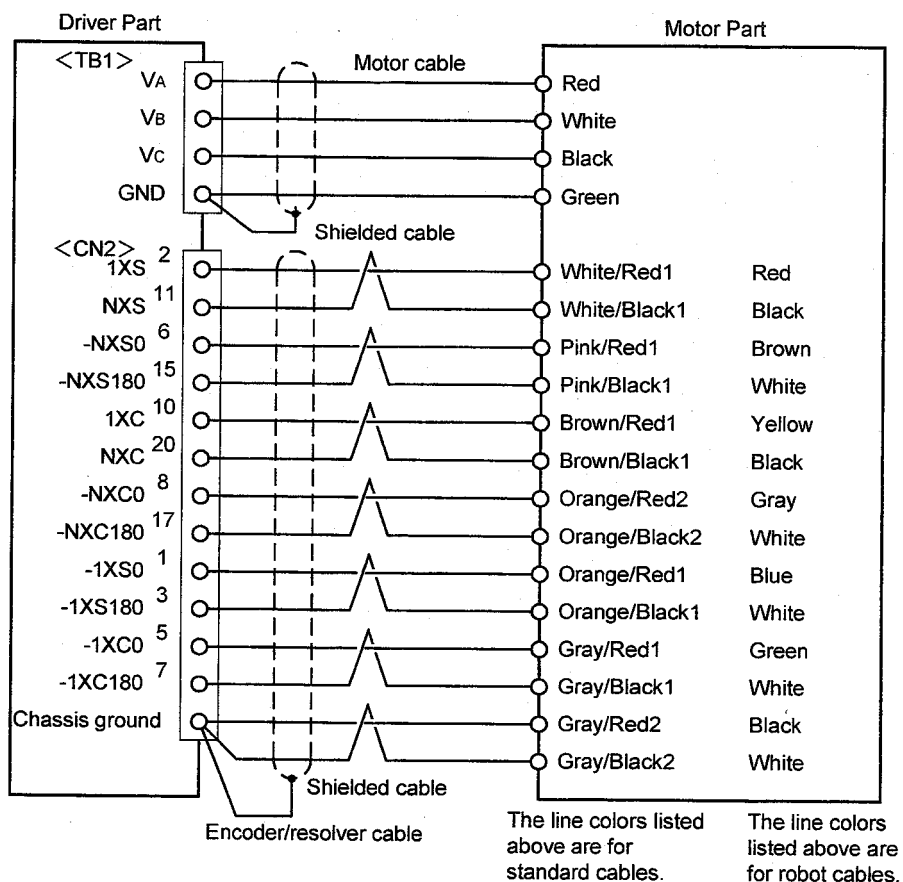 Driver Part
Motor Part
<TB1>
Motor cable
VA Red
VB White
VC Black
GND Green
Shielded cable
<CN2>
1XS 2 White/Red1 Red
NXS 11 White/Black1 Black
-NXS0 6 Pink/Red1 Brown
-NXS180 15 Pink/Black1 White
1XC 10 Brown/Red1 Yellow
NXC 20 Brown/Black1 Black
-NXC0 8 Orange/Red2 Gray
-NXC180 17 Orange/Black2 White
-1XS0 1 Orange/Red1 Blue
-1XS180 3 Orange/Black1 White
-1XC0 5 Gray/Red1 Green
-1XC180 7 Gray/Black1 White
Chassis ground Gray/Red2 Black
Gray/Black2 White
Shielded cable
Encoder/resolver cable
The line colors listed
above are for
standard cables.
The line colors
listed above are
for robot cables.